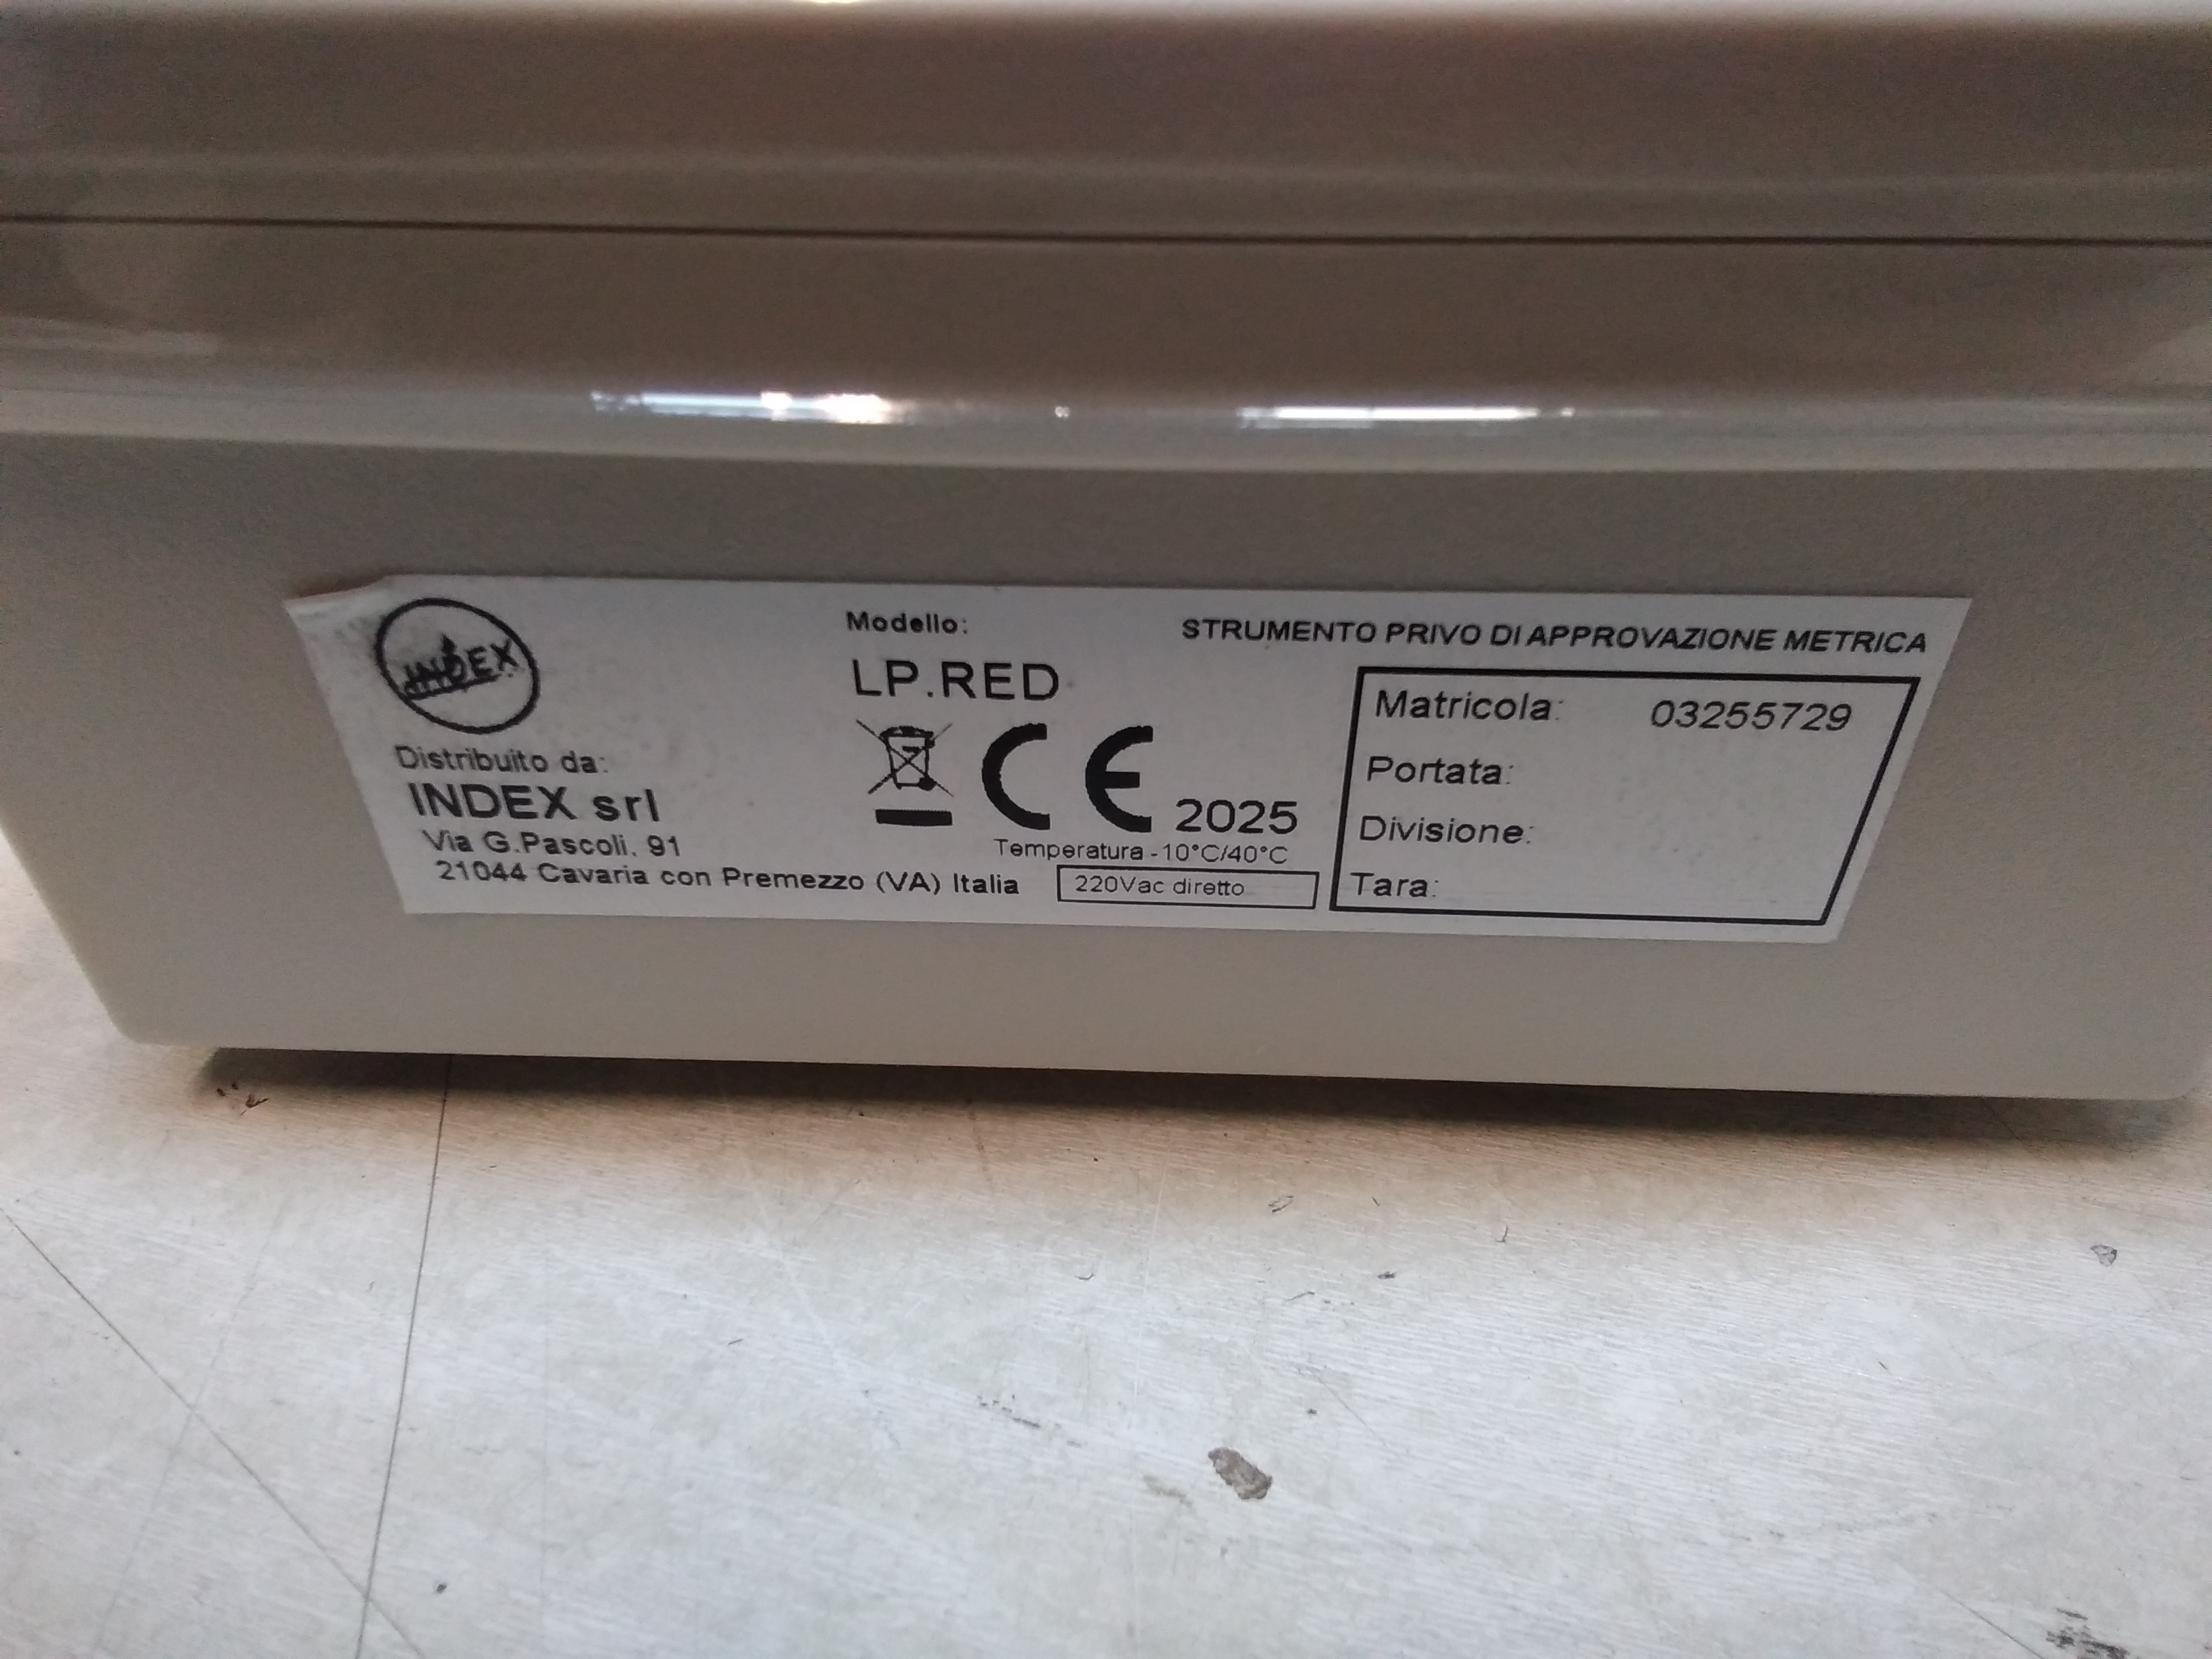 INDEX
Distribuito da:
INDEX srl
Via G.Pascoli, 91
21044 Cavaria con Premezzo (VA) Italia
Modello:
LP.RED
CE 2025
Temperatura -10°C/40°C
220Vac diretto
STRUMENTO PRIVO DI APPROVAZIONE METRICA
Matricola: 03255729
Portata:
Divisione:
Tara: